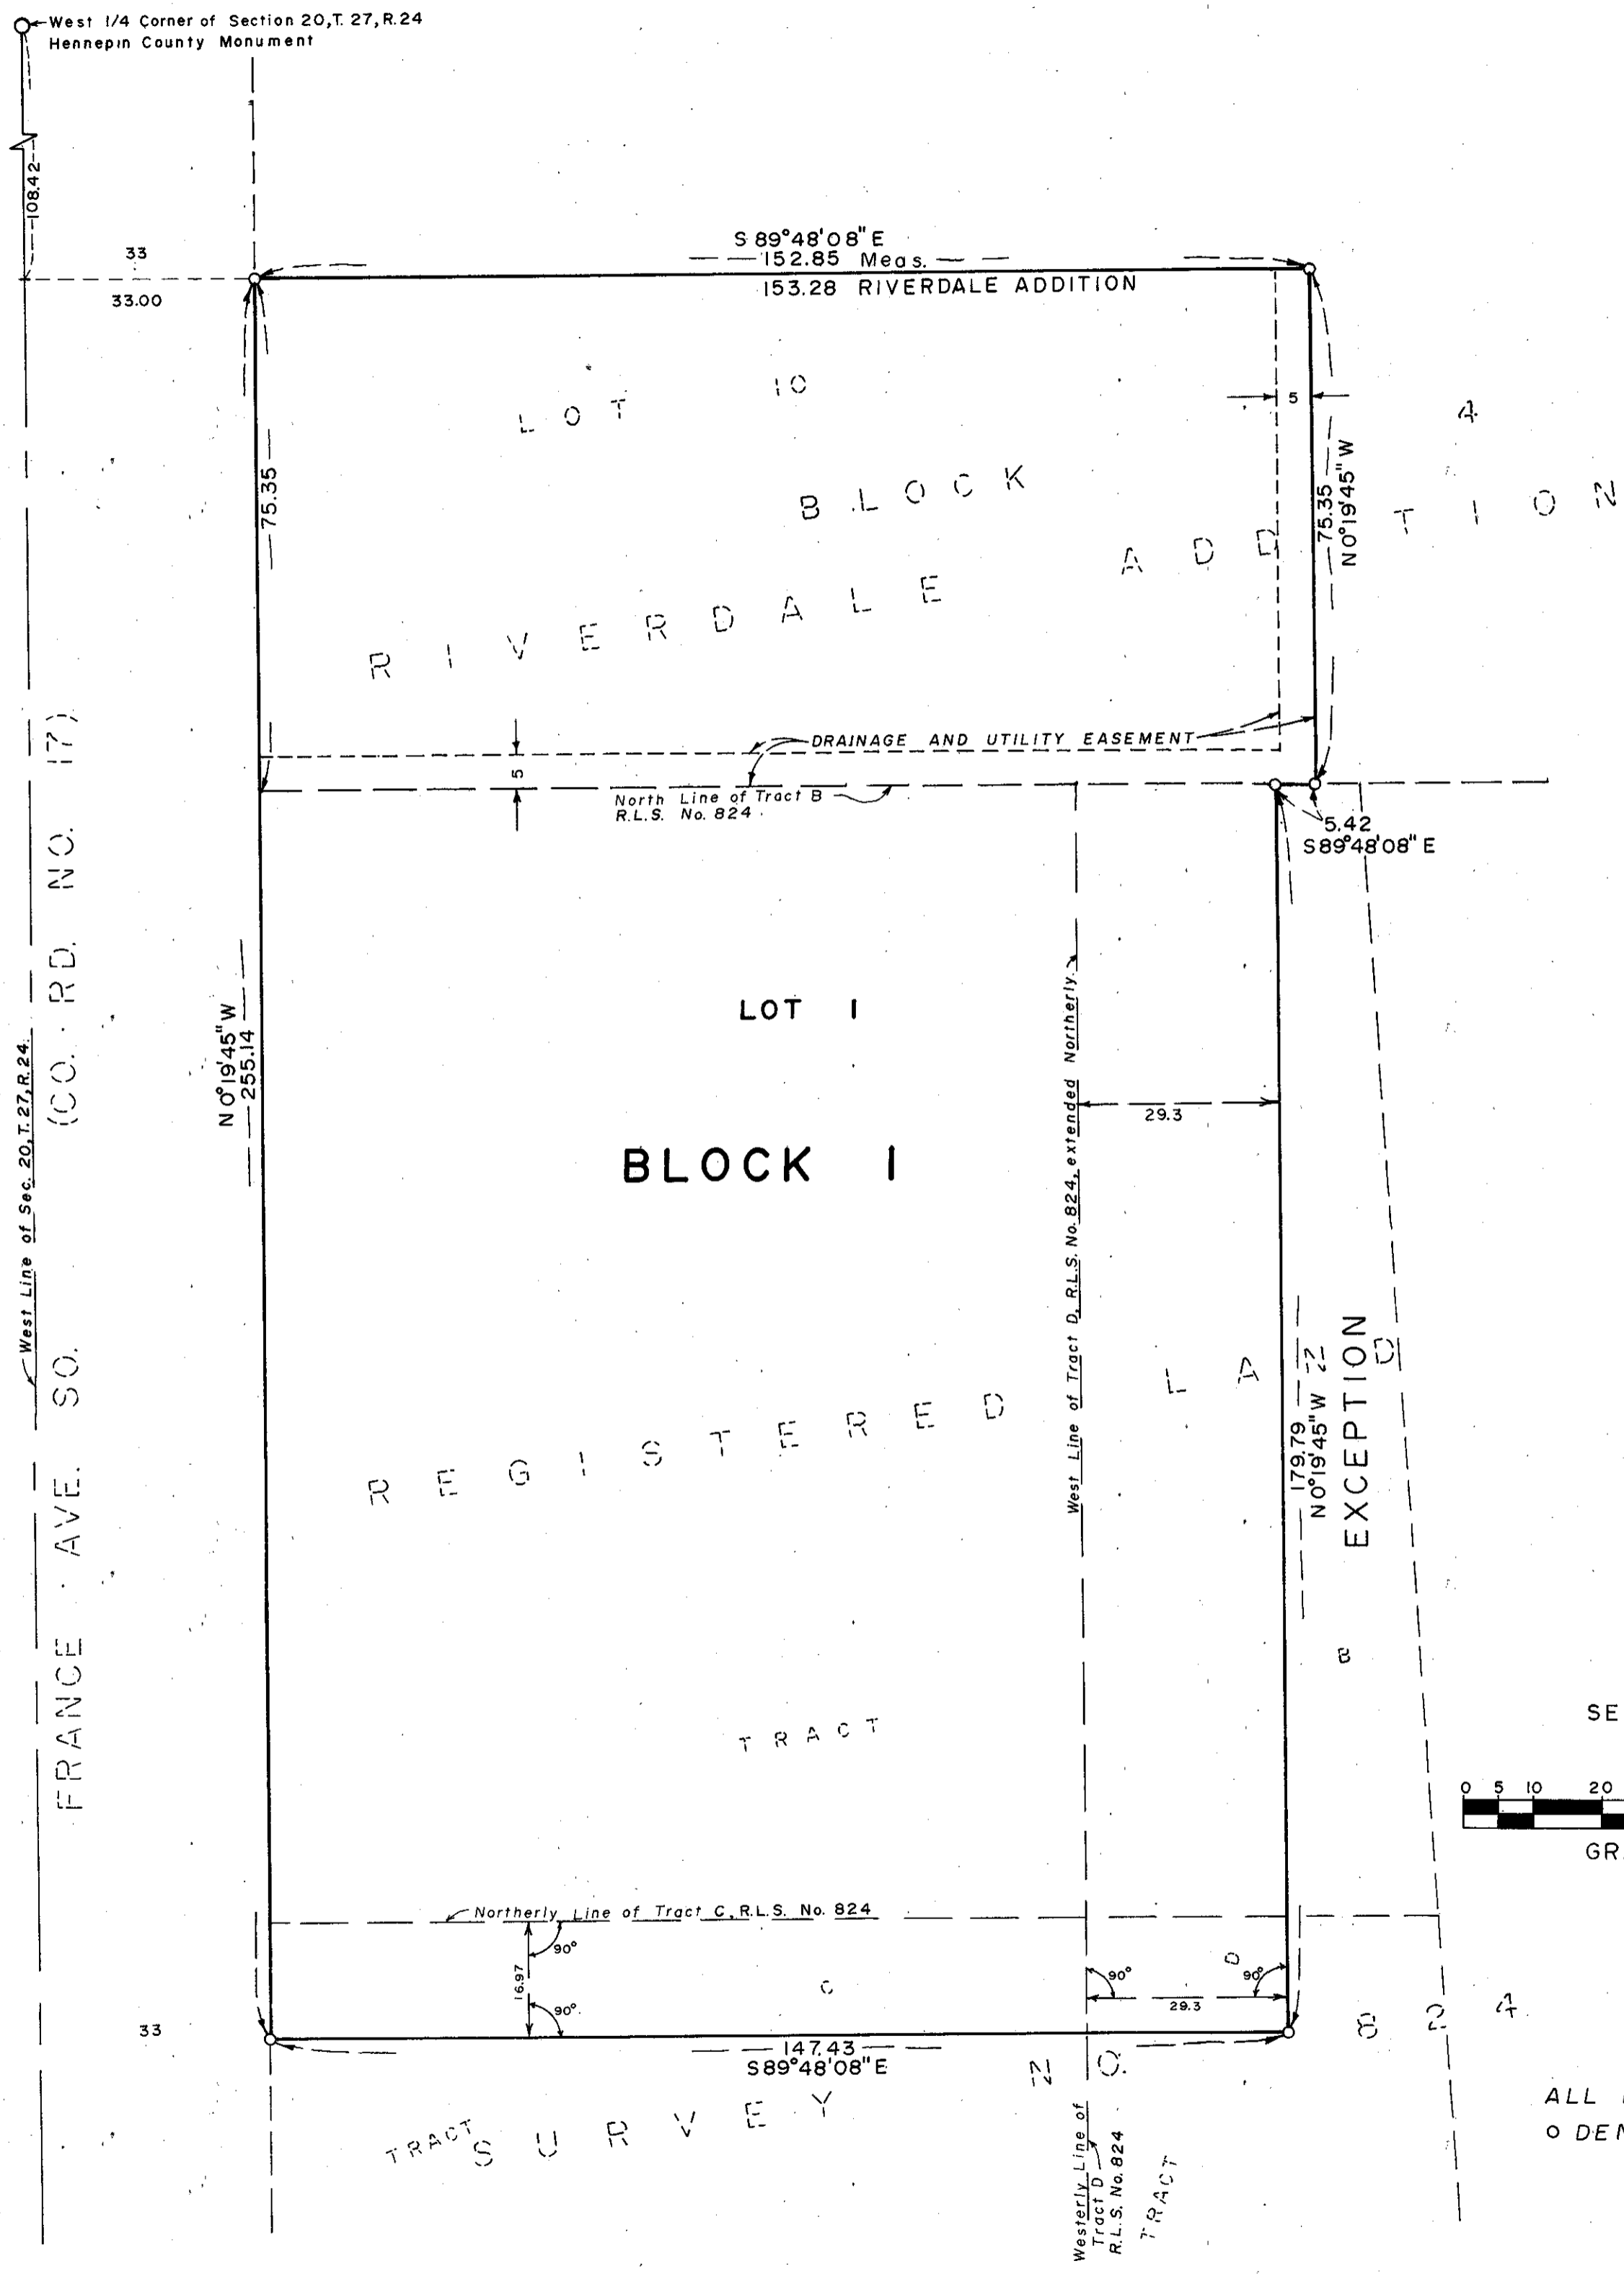 West 1/4 Corner of Section 20, T. 27, R. 24
Hennepin County Monument
108.42
33
33.00
S 89°48'08" E
152.85 Meas.
153.28 RIVERDALE ADDITION
LOT 10
5
4
75.35
75.35
N 0°19'45" W
BLOCK
RIVERDALE ADDITION
DRAINAGE AND UTILITY EASEMENT
5
North Line of Tract B
R.L.S. No. 824
5.42
S 89°48'08" E
West Line of Sec. 20, T. 27, R. 24.
FRANCE AVE. SO. (CO. RD. NO. 17)
N 0°19'45" W
255.14
LOT 1
BLOCK 1
West Line of Tract D, R.L.S. No. 824, extended Northerly
29.3
179.79
N 0°19'45" W
EXCEPTION
D
REGISTERED LAN
B
TRACT
SE
0 5 10 20
GR
Northerly Line of Tract C, R.L.S. No. 824
90°
16.97
90°
C
90°
D
90°
29.3
33
147.43
S 89°48'08" E
NO. 824
TRACT
SURVEY
Westerly Line of
Tract D
R.L.S. No. 824
TRACT
ALL
O DEN